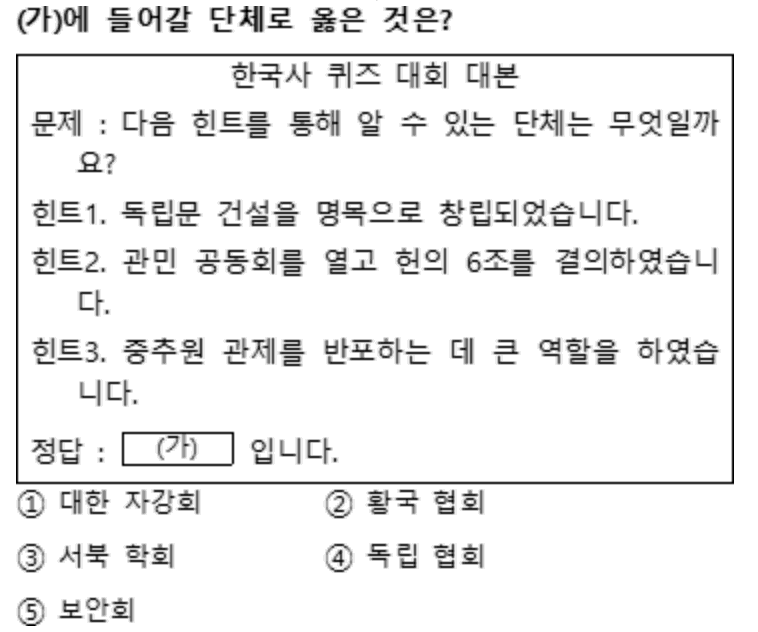 (가)에 들어갈 단체로 옳은 것은?
한국사 퀴즈 대회 대본
문제 : 다음 힌트를 통해 알 수 있는 단체는 무엇일까
요?
힌트1. 독립문 건설을 명목으로 창립되었습니다.
힌트2. 관민 공동회를 열고 헌의 6조를 결의하였습니
다.
힌트3. 중추원 관제를 반포하는 데 큰 역할을 하였습
니다.
정답 : (가) 입니다.
① 대한 자강회 ② 황국 협회
③ 서북 학회 ④ 독립 협회
⑤ 보안회